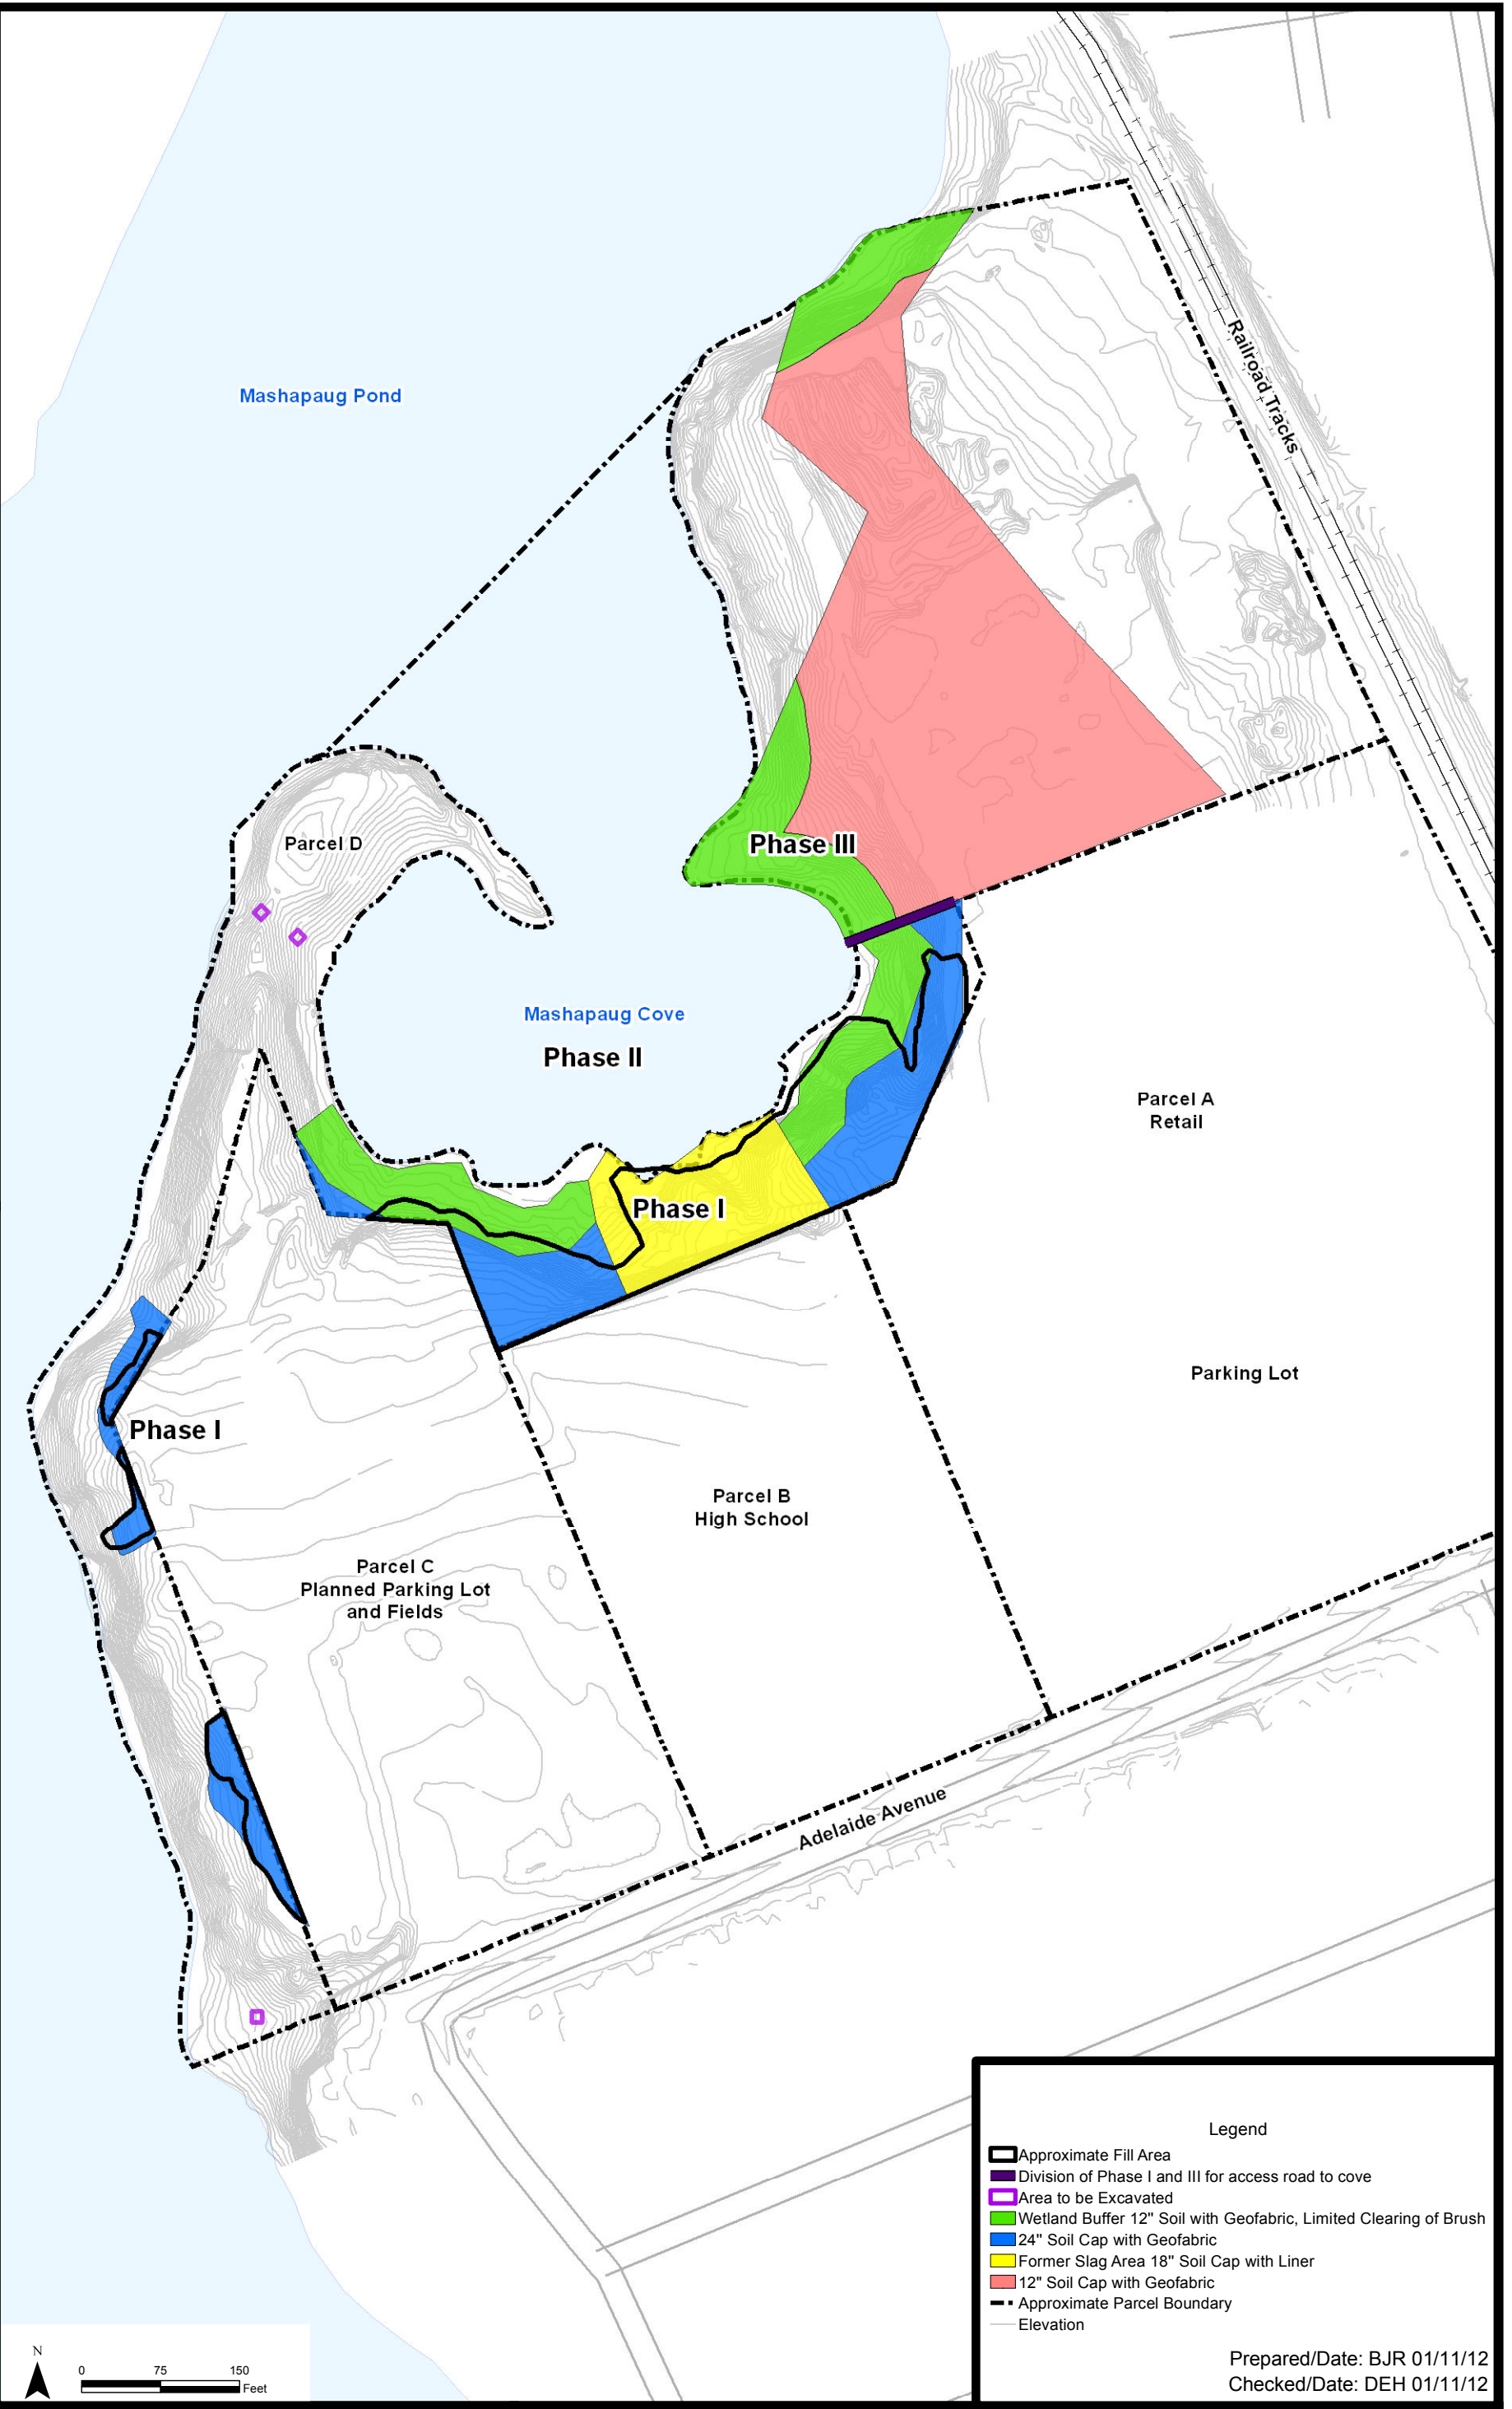 Railroad Tracks
Mashapaug Pond
Parcel D
Phase III
Mashapaug Cove
Phase II
Parcel A
Retail
Phase I
Parking Lot
Phase I
Parcel B
High School
Parcel C
Planned Parking Lot
and Fields
Adelaide Avenue
Legend
Approximate Fill Area
Division of Phase I and III for access road to cove
Area to be Excavated
Wetland Buffer 12" Soil with Geofabric, Limited Clearing of Brush
24" Soil Cap with Geofabric
Former Slag Area 18" Soil Cap with Liner
12" Soil Cap with Geofabric
Approximate Parcel Boundary
Elevation
Prepared/Date: BJR 01/11/12
Checked/Date: DEH 01/11/12
N
0 75 150
Feet